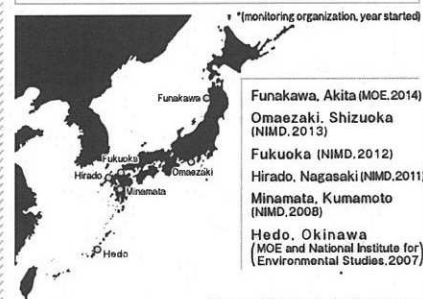 *(monitoring organization, year started)
Funakawa
Fukuoka
Hirado
Omaezaki
Minamata
Hedo
Funakawa, Akita (MOE.2014)
Omaezaki, Shizuoka
(NIMD.2013)
Fukuoka (NIMD.2012)
Hirado, Nagasaki (NIMD.2011)
Minamata, Kumamoto
(NIMD.2008)
Hedo, Okinawa
(MOE and National Institute for
Environmental Studies.2007)